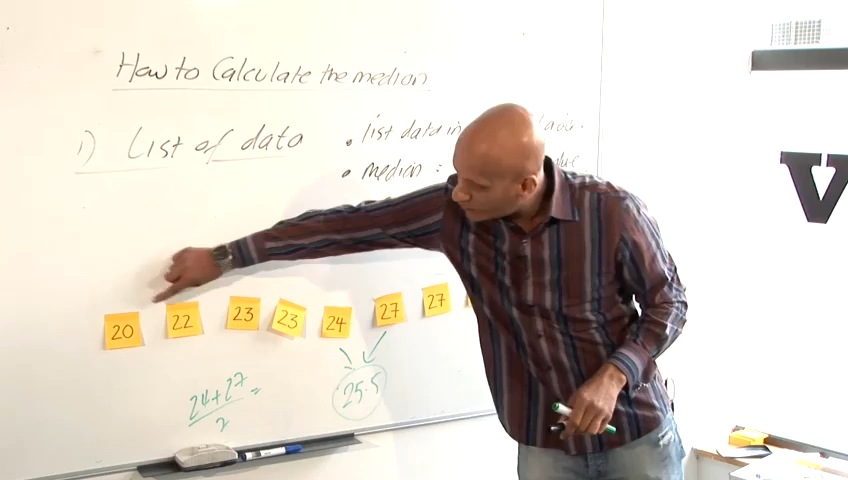 How to Calculate the median
1) List of data
• list data in
• median =
20 22 23 23 24 27 27
24+27
2
=
25.5
V